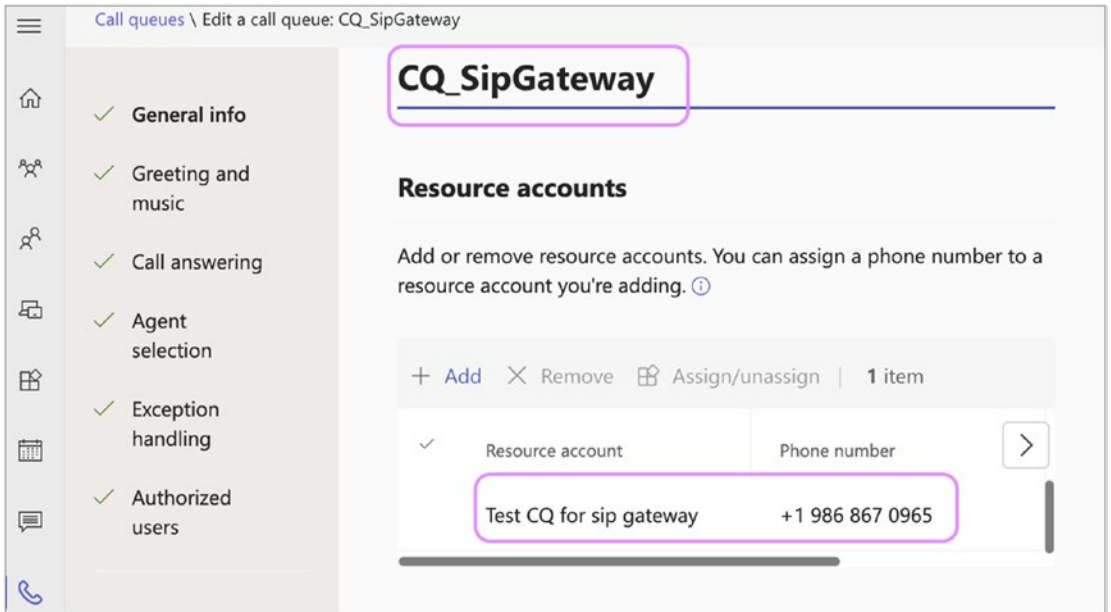 Call queues \ Edit a call queue: CQ_SipGateway
CQ_SipGateway
General info
Greeting and
music
Call answering
Agent
selection
Exception
handling
Authorized
users
Resource accounts
Add or remove resource accounts. You can assign a phone number to a
resource account you're adding.
Add Remove Assign/unassign | 1 item
Resource account Phone number
Test CQ for sip gateway +1 986 867 0965